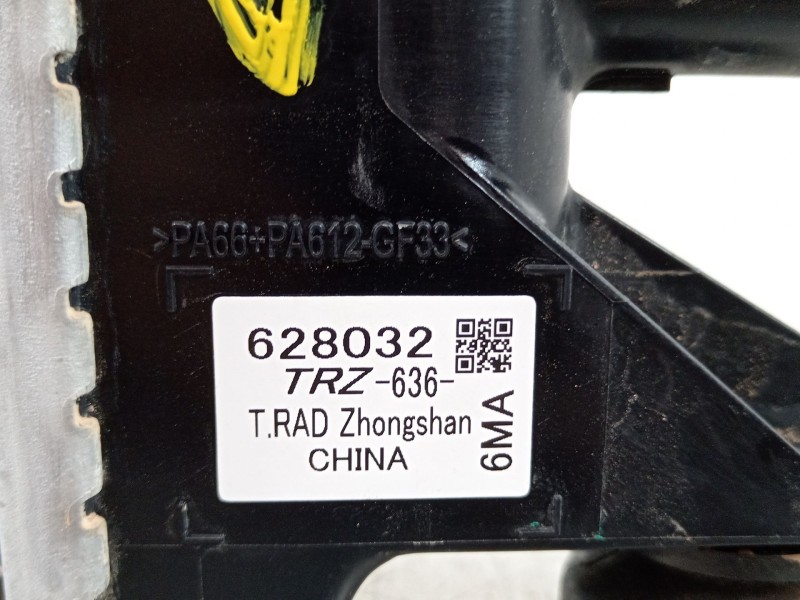 >PA66+PA612-GF33<
628032
TRZ -636-
T.RAD Zhongshan
CHINA
6MA